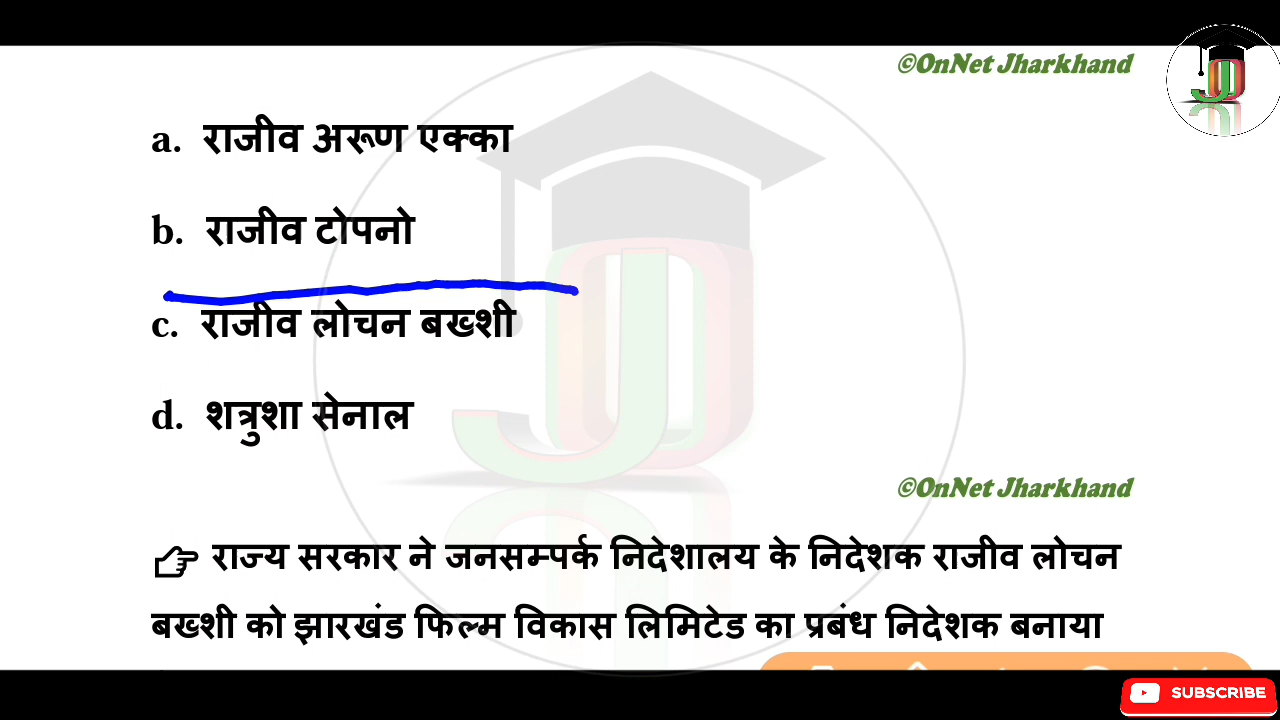 ©OnNet Jharkhand
a. राजीव अरूण एक्का
b. राजीव टोपनो
c. राजीव लोचन बख्शी
d. शत्रुशा सेनाल
©OnNet Jharkhand
राज्य सरकार ने जनसम्पर्क निदेशालय के निदेशक राजीव लोचन
बख्शी को झारखंड फिल्म विकास लिमिटेड का प्रबंध निदेशक बनाया
SUBSCRIBE